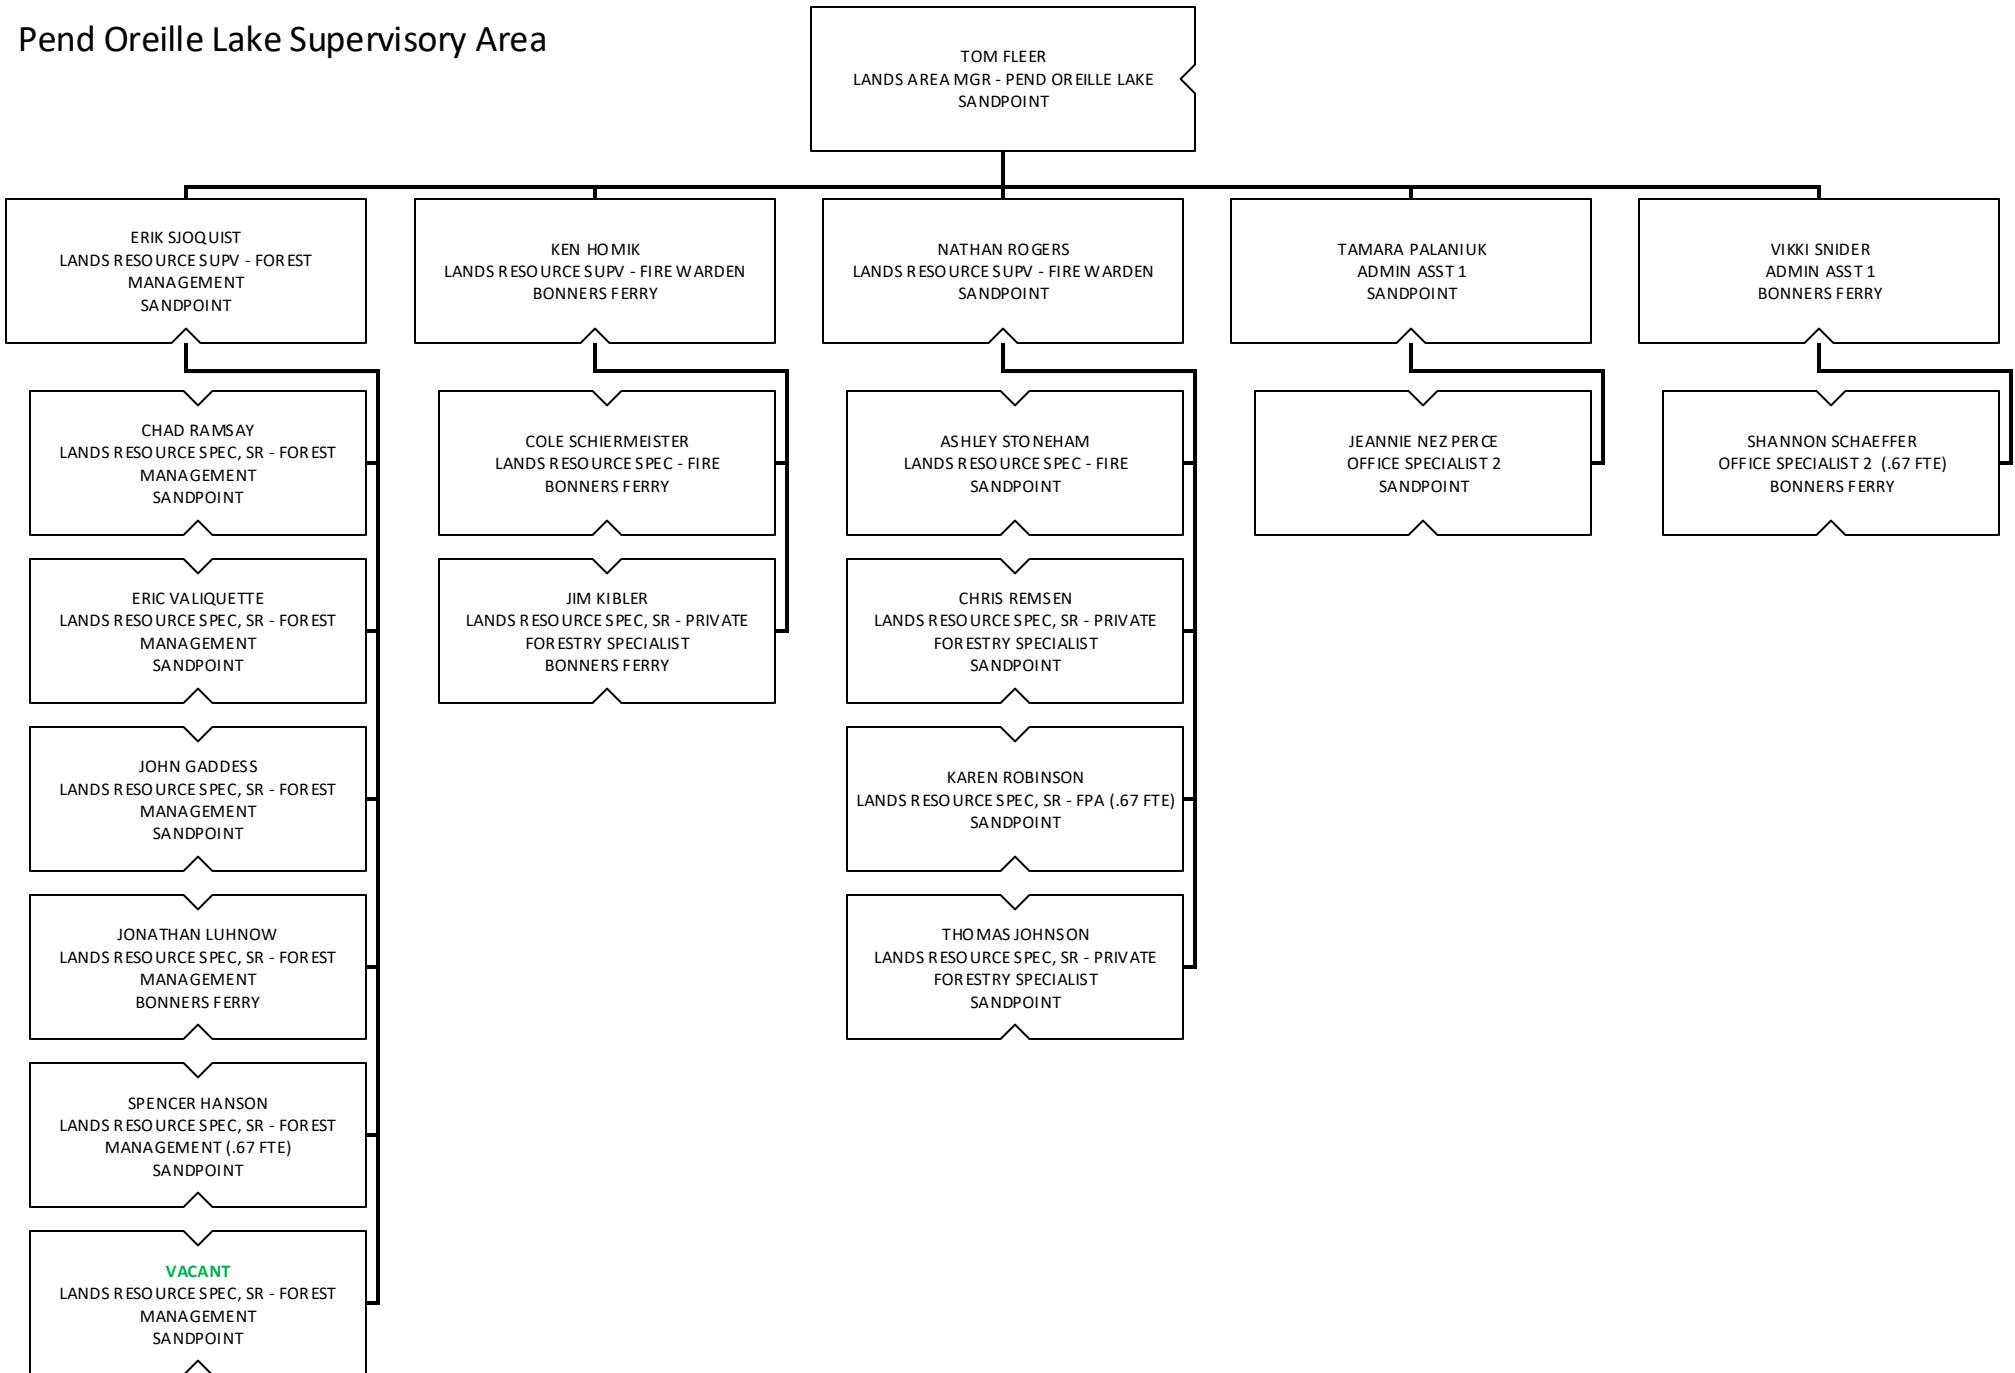 Pend Oreille Lake Supervisory Area
TOM FLEER
LANDS AREA MGR - PEND OREILLE LAKE
SANDPOINT
ERIK SJOQUIST
LANDS RESOURCE SUPV - FOREST
MANAGEMENT
SANDPOINT
KEN HOMIK
LANDS RESOURCE SUPV - FIRE WARDEN
BONNERS FERRY
NATHAN ROGERS
LANDS RESOURCE SUPV - FIRE WARDEN
SANDPOINT
TAMARA PALANIUK
ADMIN ASST 1
SANDPOINT
VIKKI SNIDER
ADMIN ASST 1
BONNERS FERRY
CHAD RAMSAY
LANDS RESOURCE SPEC, SR - FOREST
MANAGEMENT
SANDPOINT
COLE SCHIERMEISTER
LANDS RESOURCE SPEC - FIRE
BONNERS FERRY
ASHLEY STONEHAM
LANDS RESOURCE SPEC - FIRE
SANDPOINT
JEANNIE NEZ PERCE
OFFICE SPECIALIST 2
SANDPOINT
SHANNON SCHAEFFER
OFFICE SPECIALIST 2 (.67 FTE)
BONNERS FERRY
ERIC VALIQUETTE
LANDS RESOURCE SPEC, SR - FOREST
MANAGEMENT
SANDPOINT
JIM KIBLER
LANDS RESOURCE SPEC, SR - PRIVATE
FORESTRY SPECIALIST
BONNERS FERRY
CHRIS REMSEN
LANDS RESOURCE SPEC, SR - PRIVATE
FORESTRY SPECIALIST
SANDPOINT
JOHN GADDESS
LANDS RESOURCE SPEC, SR - FOREST
MANAGEMENT
SANDPOINT
KAREN ROBINSON
LANDS RESOURCE SPEC, SR - FPA (.67 FTE)
SANDPOINT
JONATHAN LUHNOW
LANDS RESOURCE SPEC, SR - FOREST
MANAGEMENT
BONNERS FERRY
THOMAS JOHNSON
LANDS RESOURCE SPEC, SR - PRIVATE
FORESTRY SPECIALIST
SANDPOINT
SPENCER HANSON
LANDS RESOURCE SPEC, SR - FOREST
MANAGEMENT (.67 FTE)
SANDPOINT
VACANT
LANDS RESOURCE SPEC, SR - FOREST
MANAGEMENT
SANDPOINT